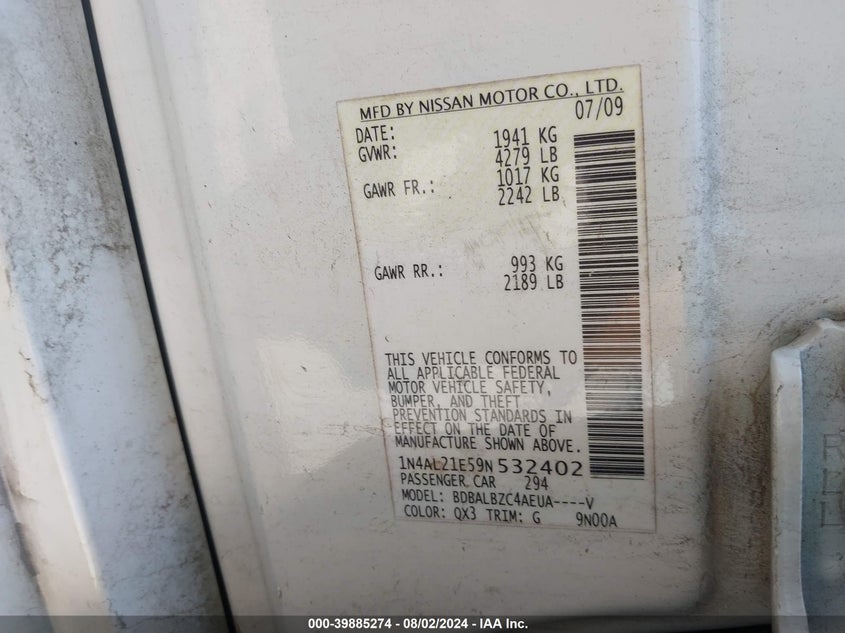 MFD BY NISSAN MOTOR CO., LTD.
DATE: 07/09
GVWR: 1941 KG
4279 LB
GAWR FR.: 1017 KG
2242 LB
GAWR RR.: 993 KG
2189 LB
THIS VEHICLE CONFORMS TO
ALL APPLICABLE FEDERAL
MOTOR VEHICLE SAFETY,
BUMPER, AND THEFT
PREVENTION STANDARDS IN
EFFECT ON THE DATE OF
MANUFACTURE SHOWN ABOVE.
1N4AL21E59N532402
PASSENGER CAR 294
MODEL: BDBALBZC4AEUA----V
COLOR: QX3 TRIM: G 9N00A
000-39885274 - 08/02/2024 - IAA Inc.